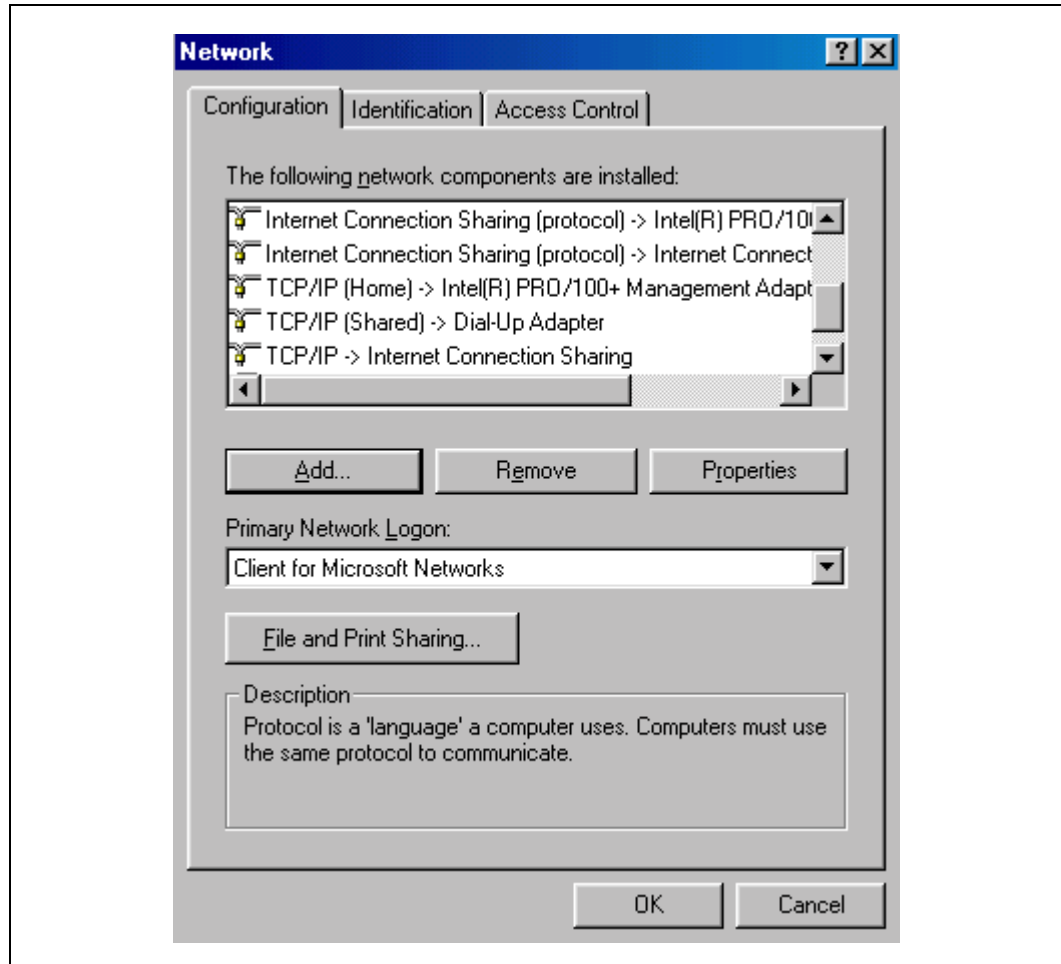 Network
Configuration Identification Access Control
The following network components are installed:
Internet Connection Sharing (protocol) -> Intel(R) PRO/10
Internet Connection Sharing (protocol) -> Internet Connect
TCP/IP (Home) -> Intel(R) PRO/100+ Management Adapt
TCP/IP (Shared) -> Dial-Up Adapter
TCP/IP -> Internet Connection Sharing
Add... Remove Properties
Primary Network Logon:
Client for Microsoft Networks
File and Print Sharing...
Description
Protocol is a 'language' a computer uses. Computers must use
the same protocol to communicate.
OK Cancel